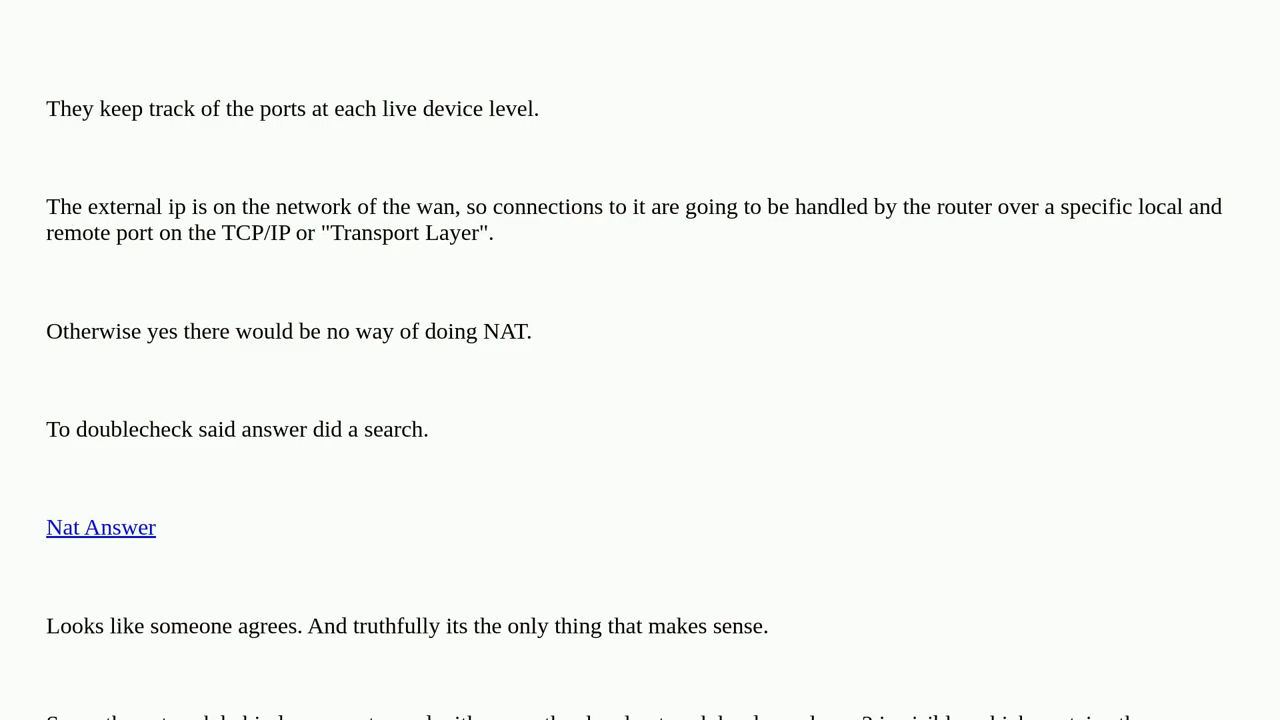 They keep track of the ports at each live device level.
The external ip is on the network of the wan, so connections to it are going to be handled by the router over a specific local and
remote port on the TCP/IP or "Transport Layer".
Otherwise yes there would be no way of doing NAT.
To doublecheck said answer did a search.
Nat Answer
Looks like someone agrees. And truthfully its the only thing that makes sense.